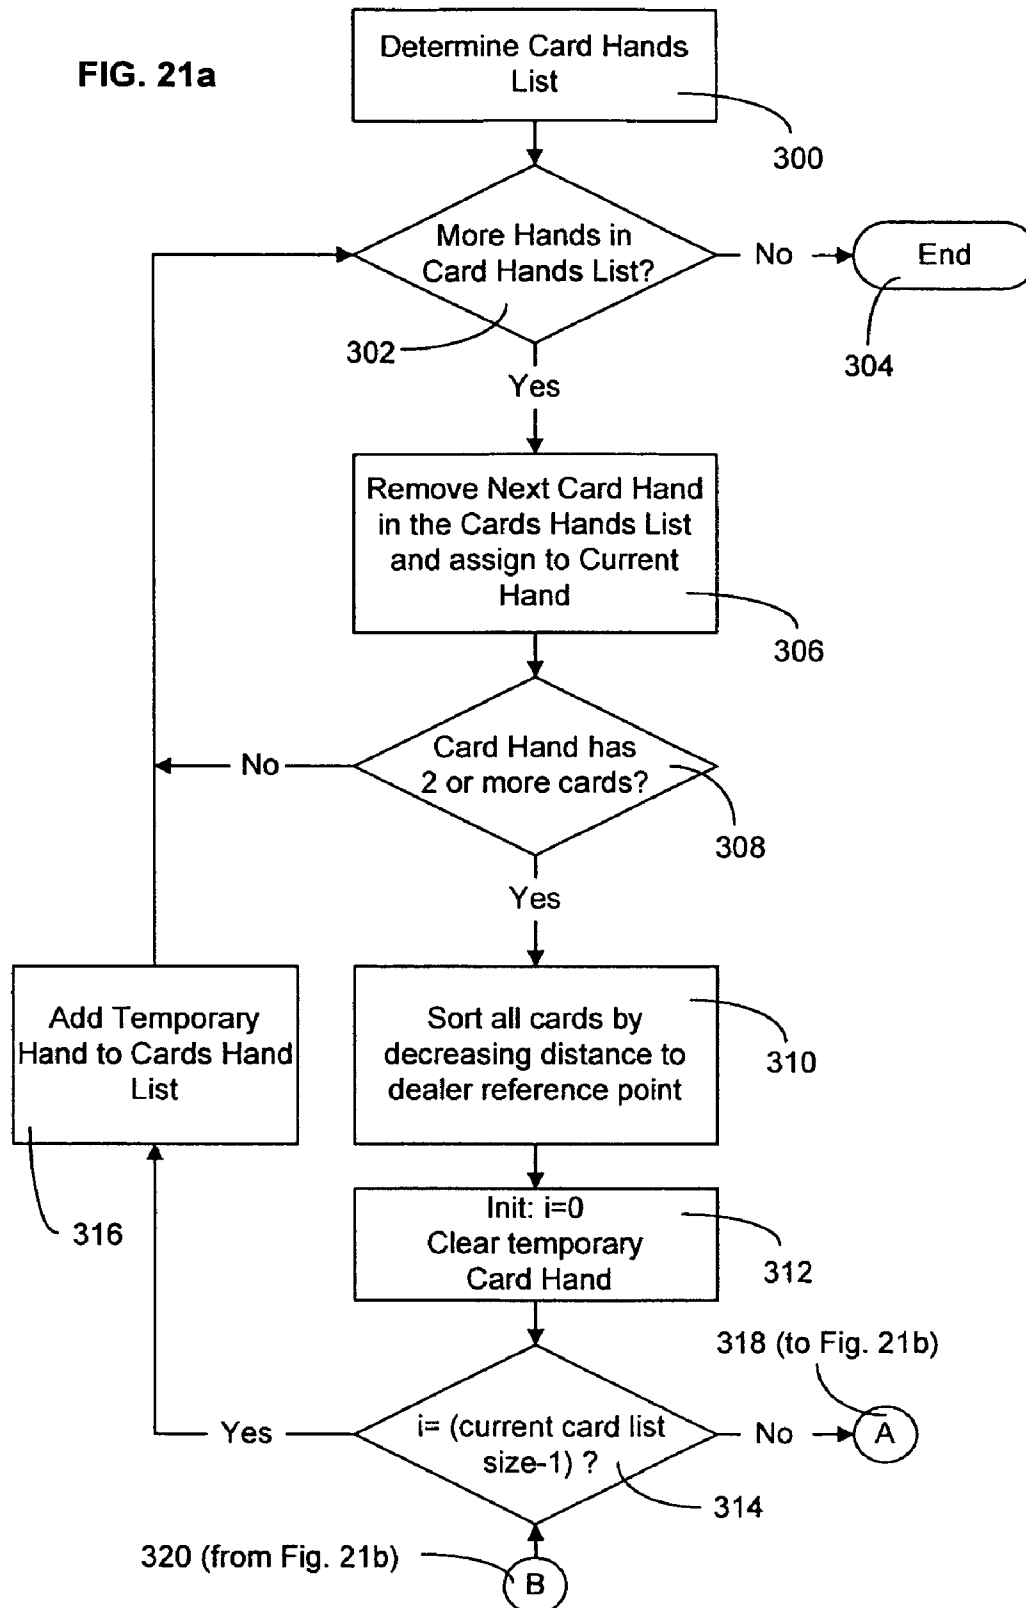 FIG. 21a
Determine Card Hands
List
300
More Hands in
Card Hands List?
No
End
302
304
Yes
Remove Next Card Hand
in the Cards Hands List
and assign to Current
Hand
306
Card Hand has
2 or more cards?
No
308
Yes
Add Temporary
Hand to Cards Hand
List
316
Sort all cards by
decreasing distance to
dealer reference point
310
Init: i=0
Clear temporary
Card Hand
312
318 (to Fig. 21b)
Yes
i= (current card list
size-1) ?
No
A
314
320 (from Fig. 21b)
B